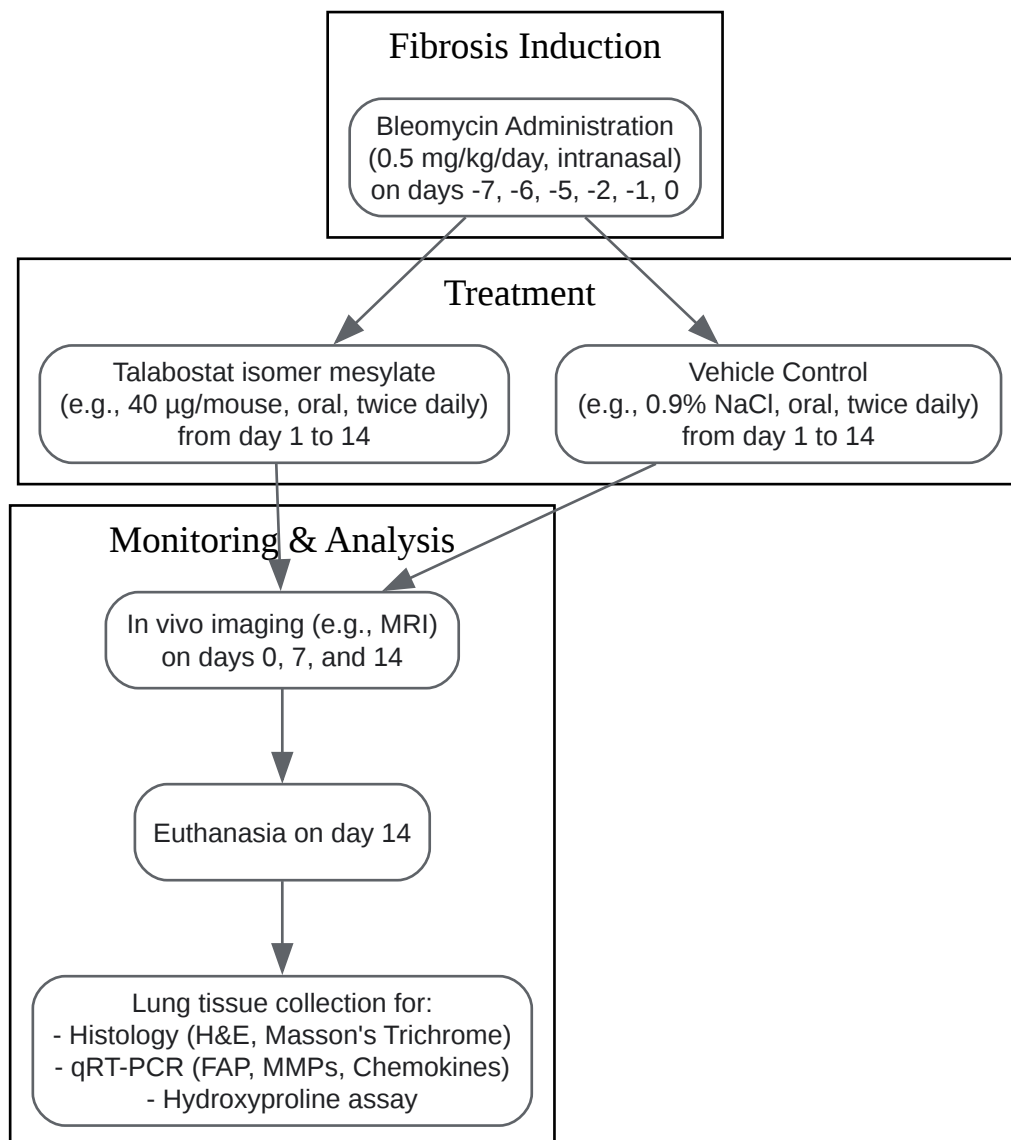 Fibrosis Induction
Bleomycin Administration
(0.5 mg/kg/day, intranasal)
on days -7, -6, -5, -2, -1, 0
Treatment
Talabostat isomer mesylate
(e.g., 40 µg/mouse, oral, twice daily)
from day 1 to 14
Vehicle Control
(e.g., 0.9% NaCl, oral, twice daily)
from day 1 to 14
Monitoring & Analysis
In vivo imaging (e.g., MRI)
on days 0, 7, and 14
Euthanasia on day 14
Lung tissue collection for:
- Histology (H&E, Masson's Trichrome)
- qRT-PCR (FAP, MMPs, Chemokines)
- Hydroxyproline assay